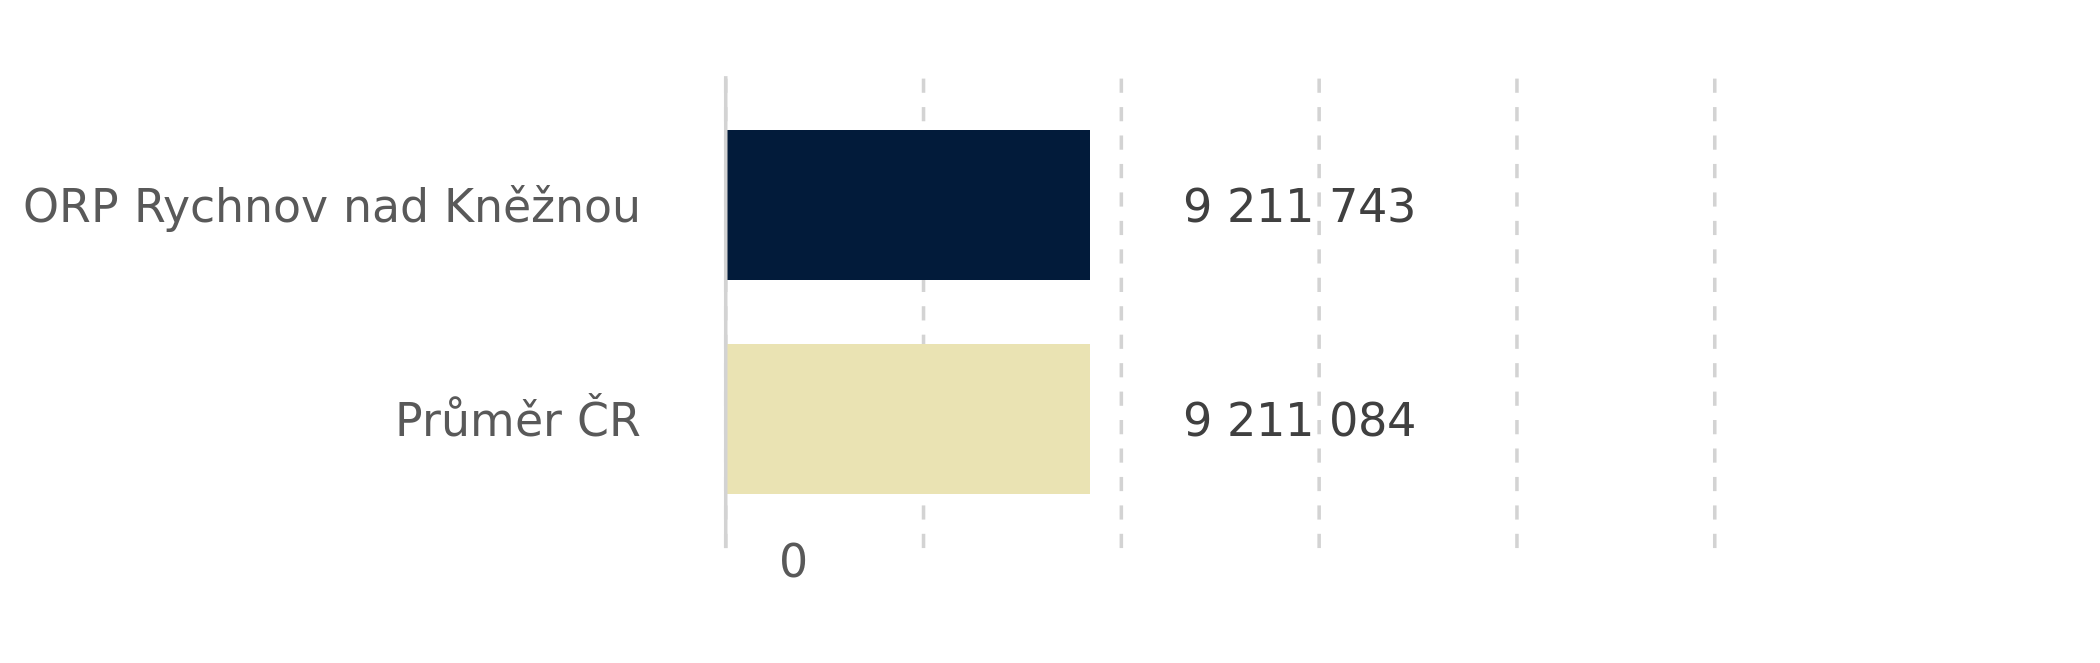 ORP Rychnov nad Kněžnou 9 211 743
Průměr ČR 9 211 084
0